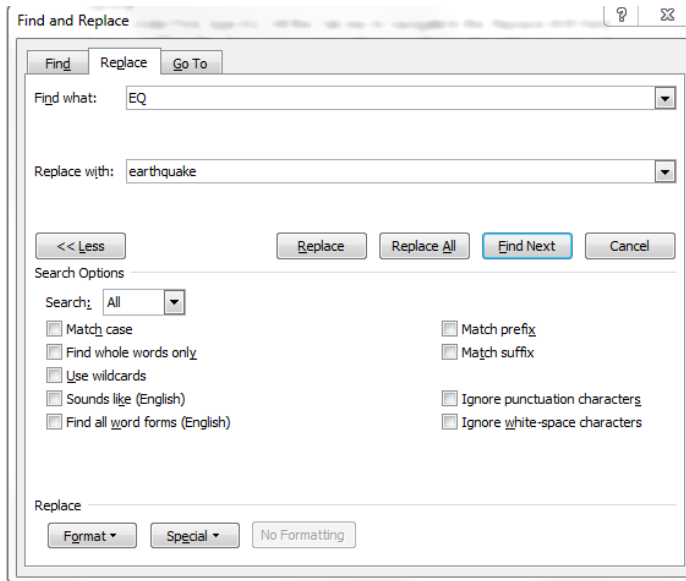 Find and Replace
Find Replace Go To
Find what: EQ
Replace with: earthquake
<< Less Replace Replace All Find Next Cancel
Search Options
Search: All
Match case Match prefix
Find whole words only Match suffix
Use wildcards
Sounds like (English) Ignore punctuation characters
Find all word forms (English) Ignore white-space characters
Replace
Format Special No Formatting